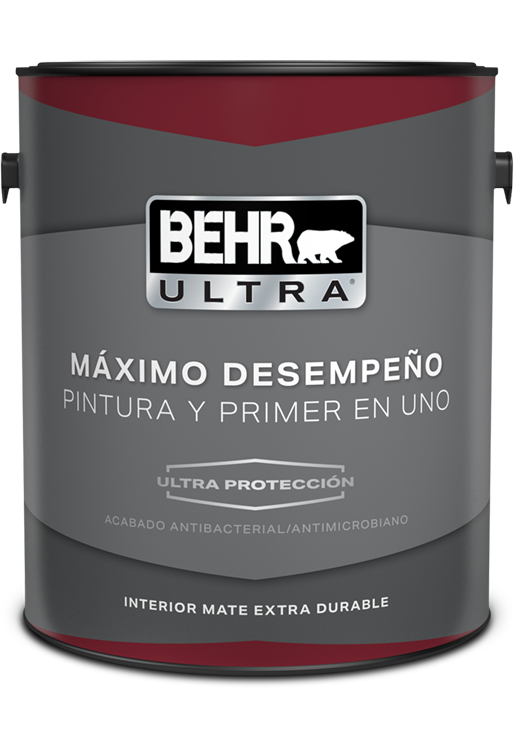 BEHR
ULTRA®
MÁXIMO DESEMPEÑO
PINTURA Y PRIMER EN UNO
ULTRA PROTECCIÓN
ACABADO ANTIBACTERIAL/ANTIMICROBIANO
INTERIOR MATE EXTRA DURABLE